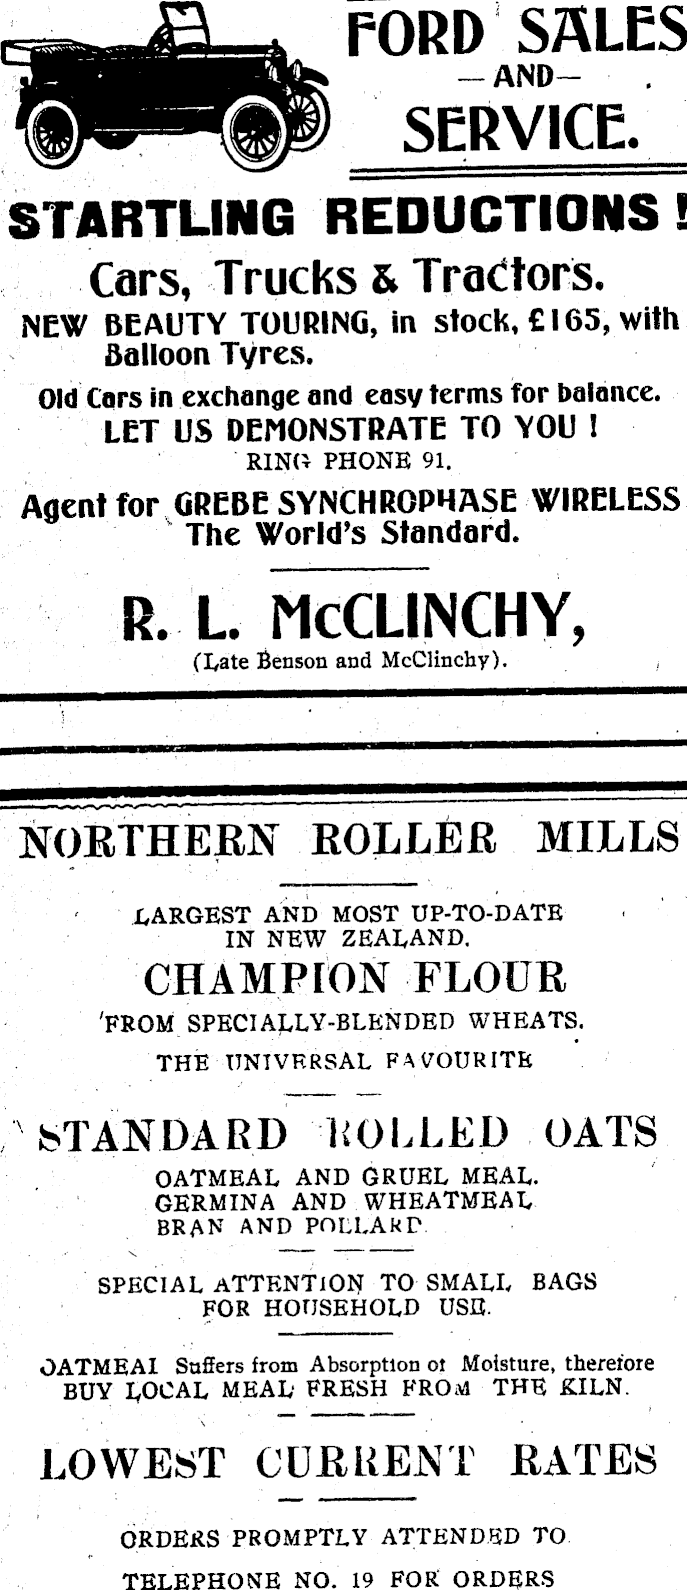 FORD SALES
—AND—
SERVICE.
STARTLING REDUCTIONS!
Cars, Trucks & Tractors.
NEW BEAUTY TOURING, in stock, £165, with
Balloon Tyres.
Old Cars in exchange and easy terms for balance.
LET US DEMONSTRATE TO YOU!
RING PHONE 91.
Agent for GREBE SYNCHROPHASE WIRELESS
The World's Standard.
R. L. McCLINCHY,
(Late Benson and McClinchy).
NORTHERN ROLLER MILLS
LARGEST AND MOST UP-TO-DATE
IN NEW ZEALAND.
CHAMPION FLOUR
FROM SPECIALLY-BLENDED WHEATS.
THE UNIVERSAL FAVOURITE
STANDARD ROLLED OATS
OATMEAL AND GRUEL MEAL.
GERMINA AND WHEATMEAL
BRAN AND POLLARD
SPECIAL ATTENTION TO SMALL BAGS
FOR HOUSEHOLD USE.
OATMEAL Suffers from Absorption of Moisture, therefore
BUY LOCAL MEAL FRESH FROM THE KILN.
LOWEST CURRENT RATES
ORDERS PROMPTLY ATTENDED TO
TELEPHONE NO. 19 FOR ORDERS